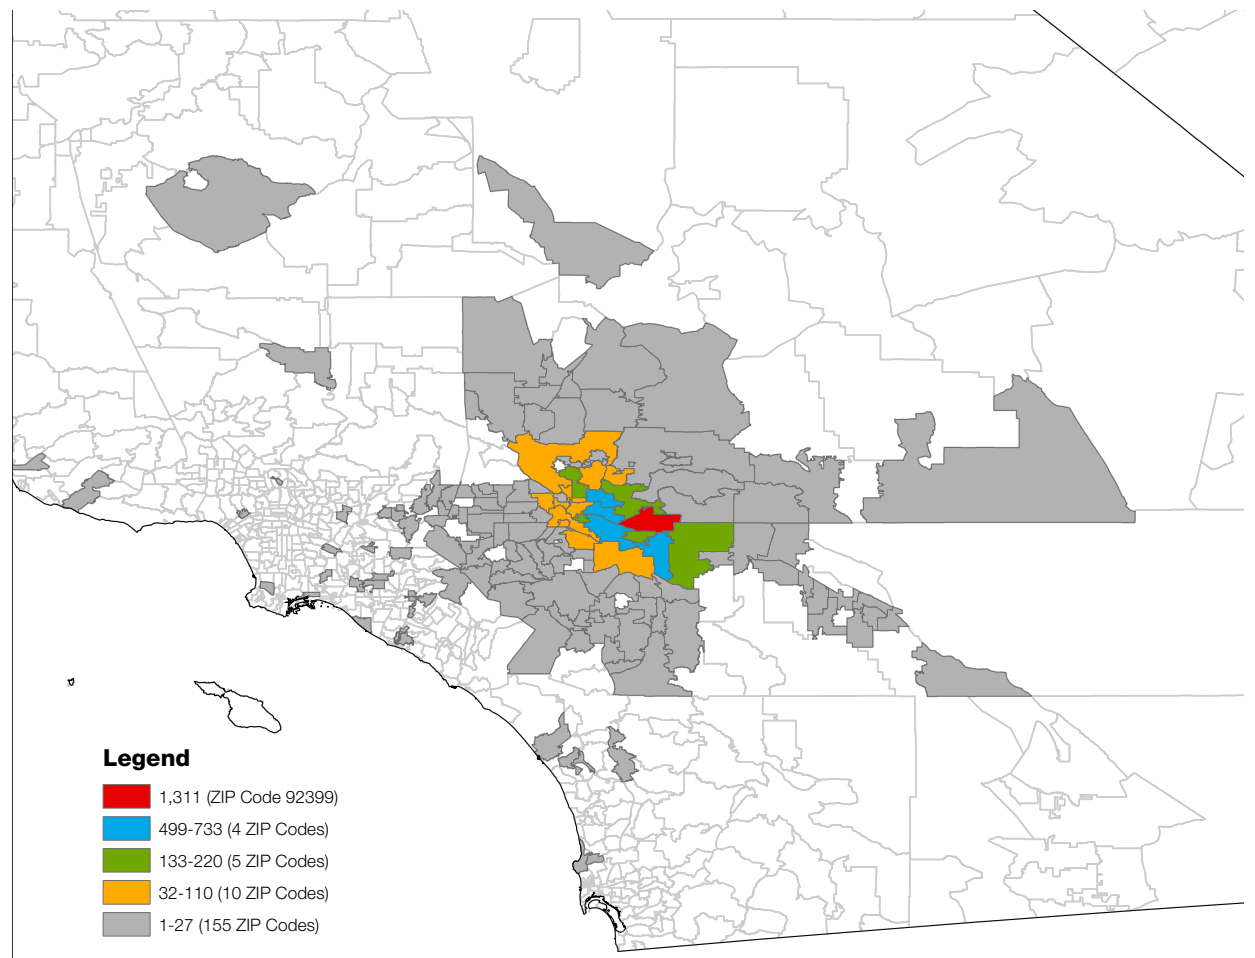 Legend
1,311 (ZIP Code 92399)
499-733 (4 ZIP Codes)
133-220 (5 ZIP Codes)
32-110 (10 ZIP Codes)
1-27 (155 ZIP Codes)